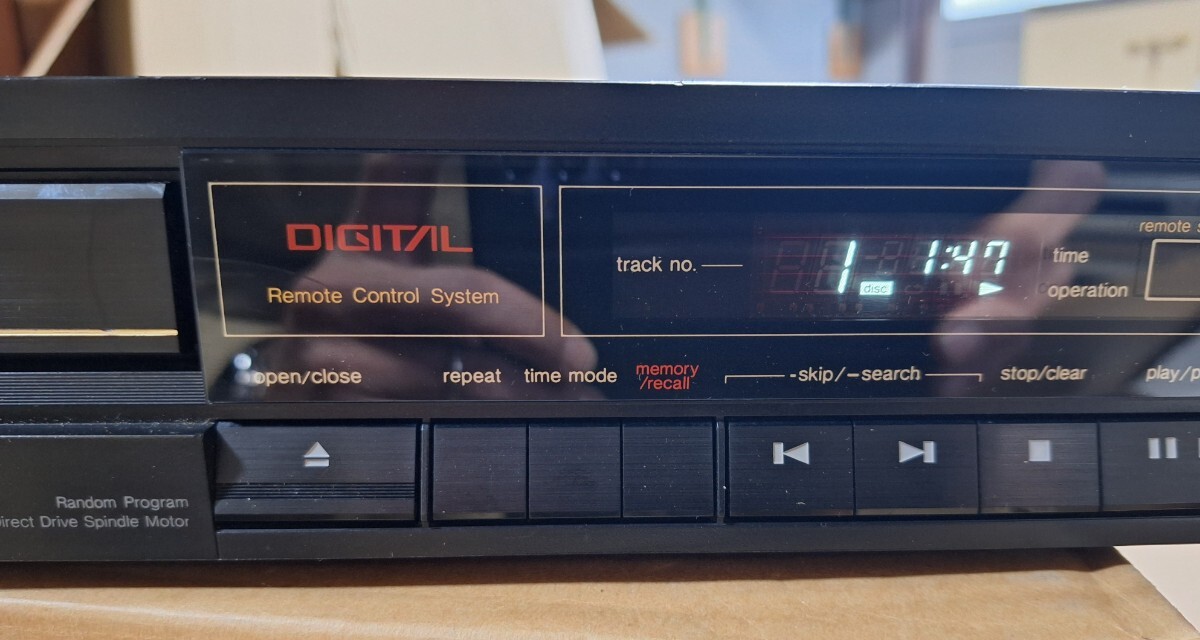 DIGITAL
Remote Control System
track no.
1 1:47
disc
time
operation
remote
open/close
repeat
time mode
memory
/recall
skip/search
stop/clear
play/p
Random Program
irect Drive Spindle Motor